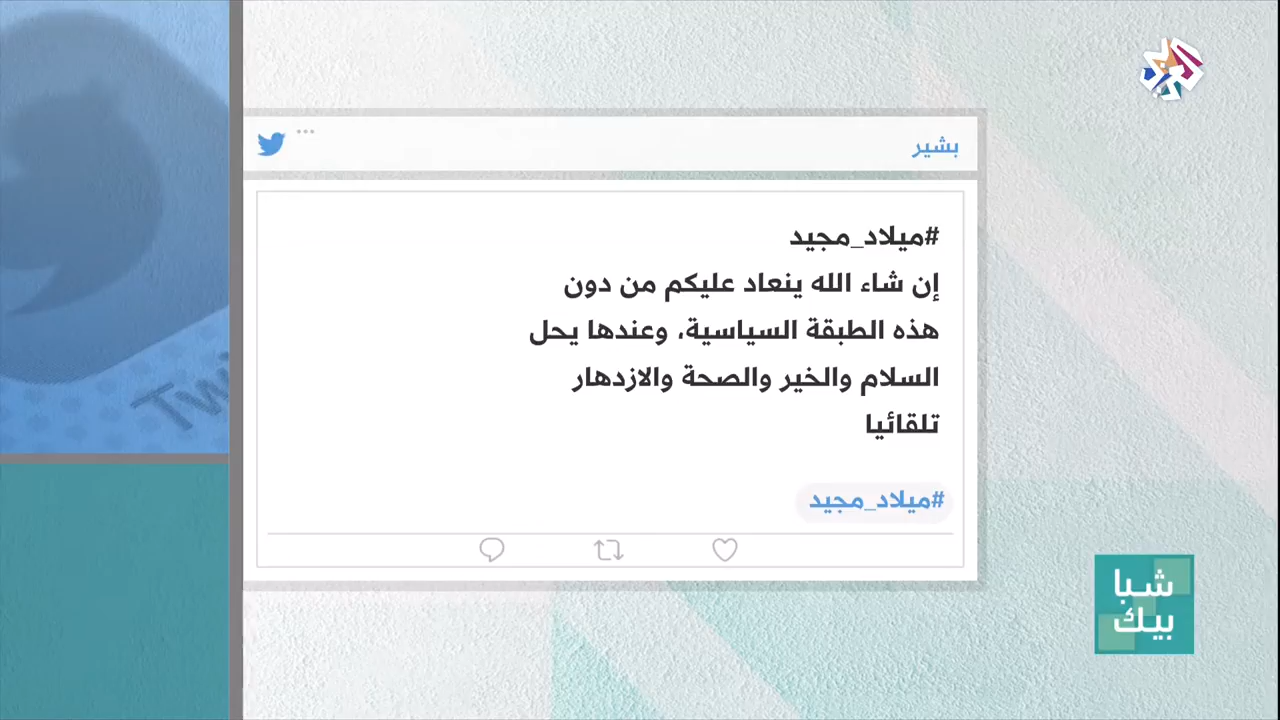 بشير
#ميلاد_مجيد
إن شاء الله ينعاد عليكم من دون
هذه الطبقة السياسية، وعندها يحل
السلام والخير والصحة والازدهار
تلقائيا
#ميلاد_مجيد
شبا
بيك